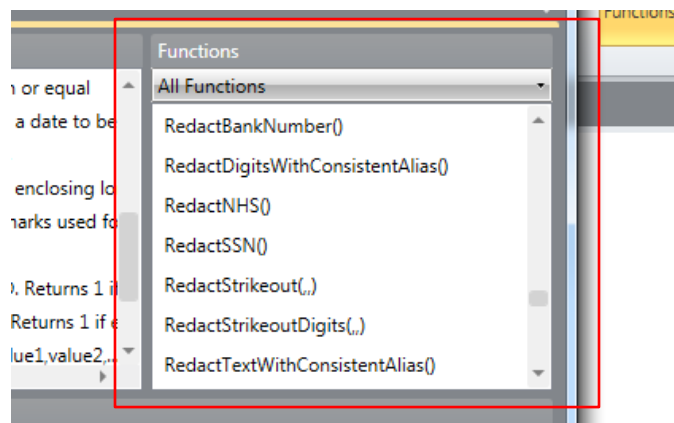 Functions
Functions
All Functions
n or equal
a date to be
enclosing lo
marks used fo
. Returns 1 if
Returns 1 if e
lue1,value2,..
RedactBankNumber()
RedactDigitsWithConsistentAlias()
RedactNHS()
RedactSSN()
RedactStrikeout(,,)
RedactStrikeoutDigits(,,)
RedactTextWithConsistentAlias()